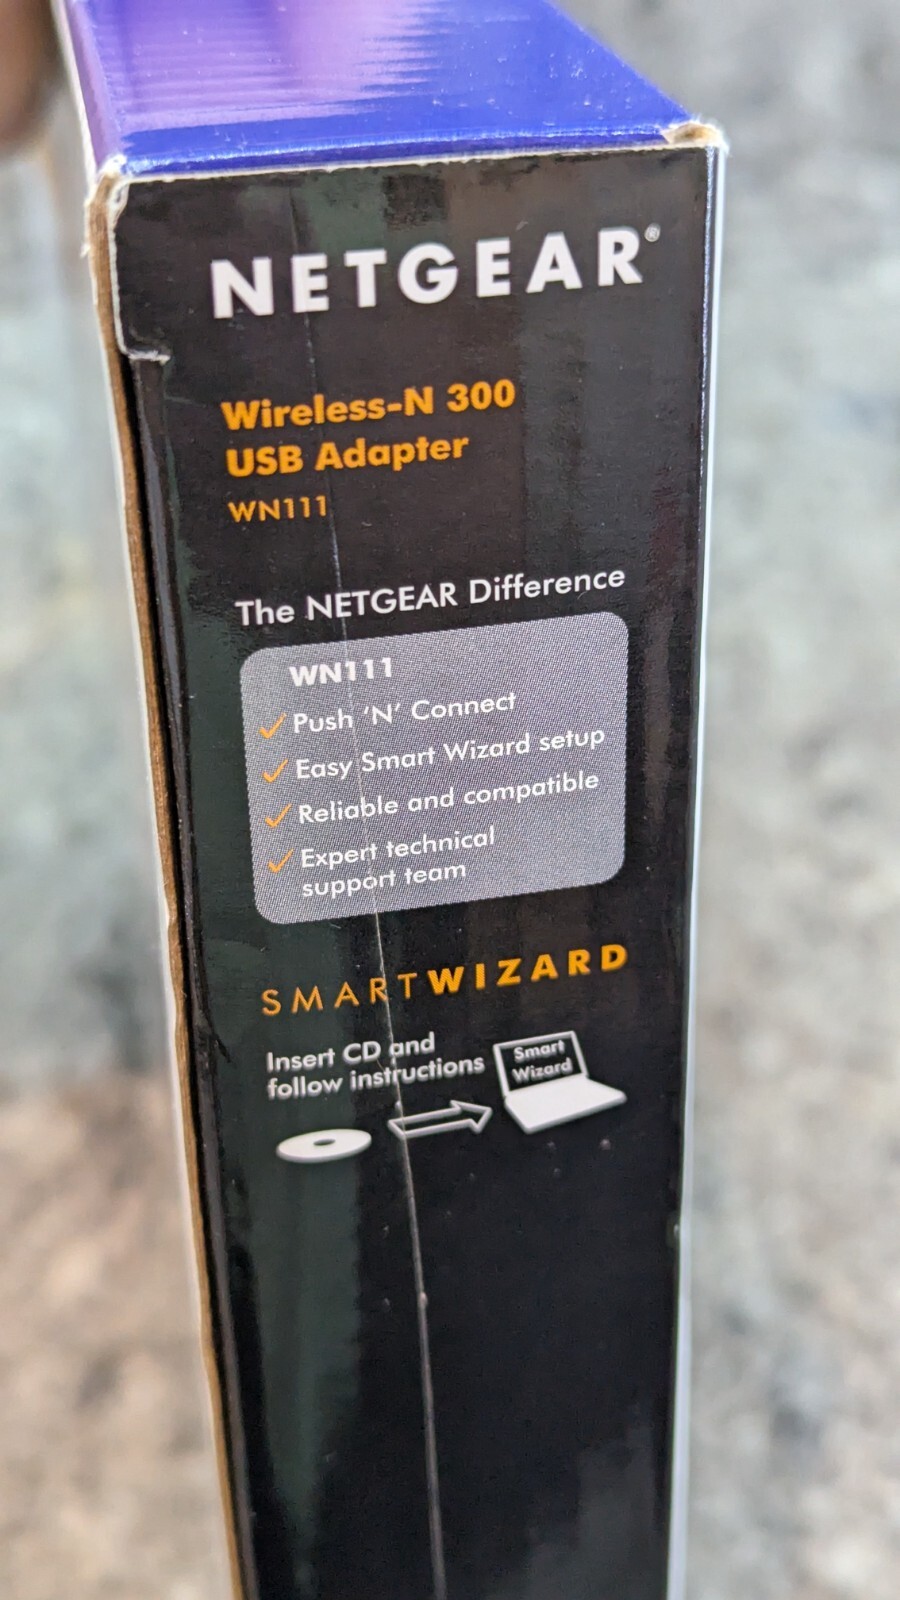 NETGEAR®
Wireless-N 300
USB Adapter
WN111
The NETGEAR Difference
WN111
Push 'N' Connect
Easy Smart Wizard setup
Reliable and compatible
Expert technical
support team
SMARTWIZARD
Insert CD and
follow instructions
Smart
Wizard